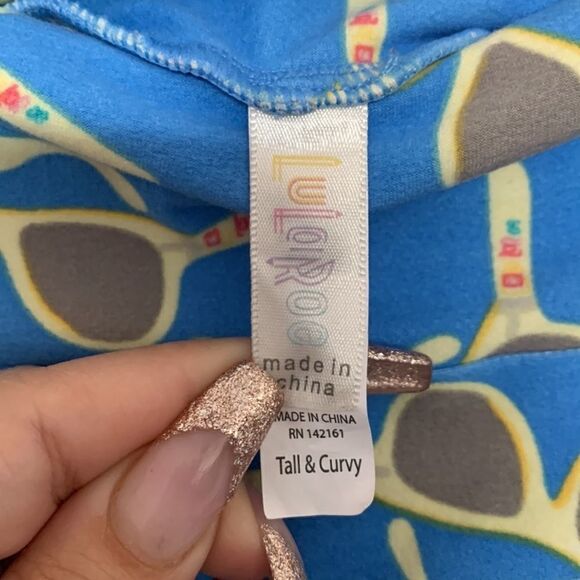 LuLaRoe
made in
china
MADE IN CHINA
RN 142161
Tall & Curvy